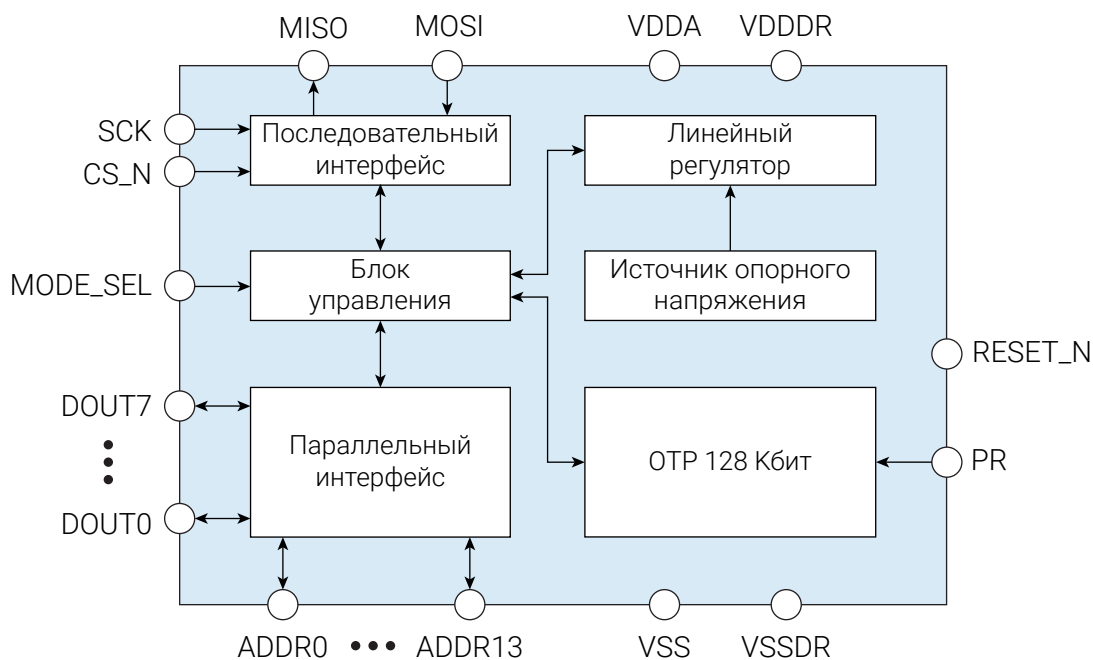 MISO
MOSI
VDDA
VDDDR
SCK
CS_N
Последовательный
интерфейс
Линейный
регулятор
MODE_SEL
Блок
управления
Источник опорного
напряжения
RESET_N
DOUT7
DOUT0
Параллельный
интерфейс
OTP 128 Кбит
PR
ADDR0 ••• ADDR13
VSS
VSSDR